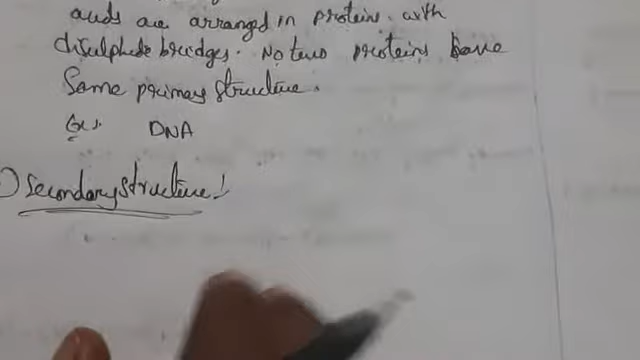 acids are arranged in proteins with
disulphide bridges. No two proteins have
Same primary structure.
Ex: DNA
) Secondary structure: